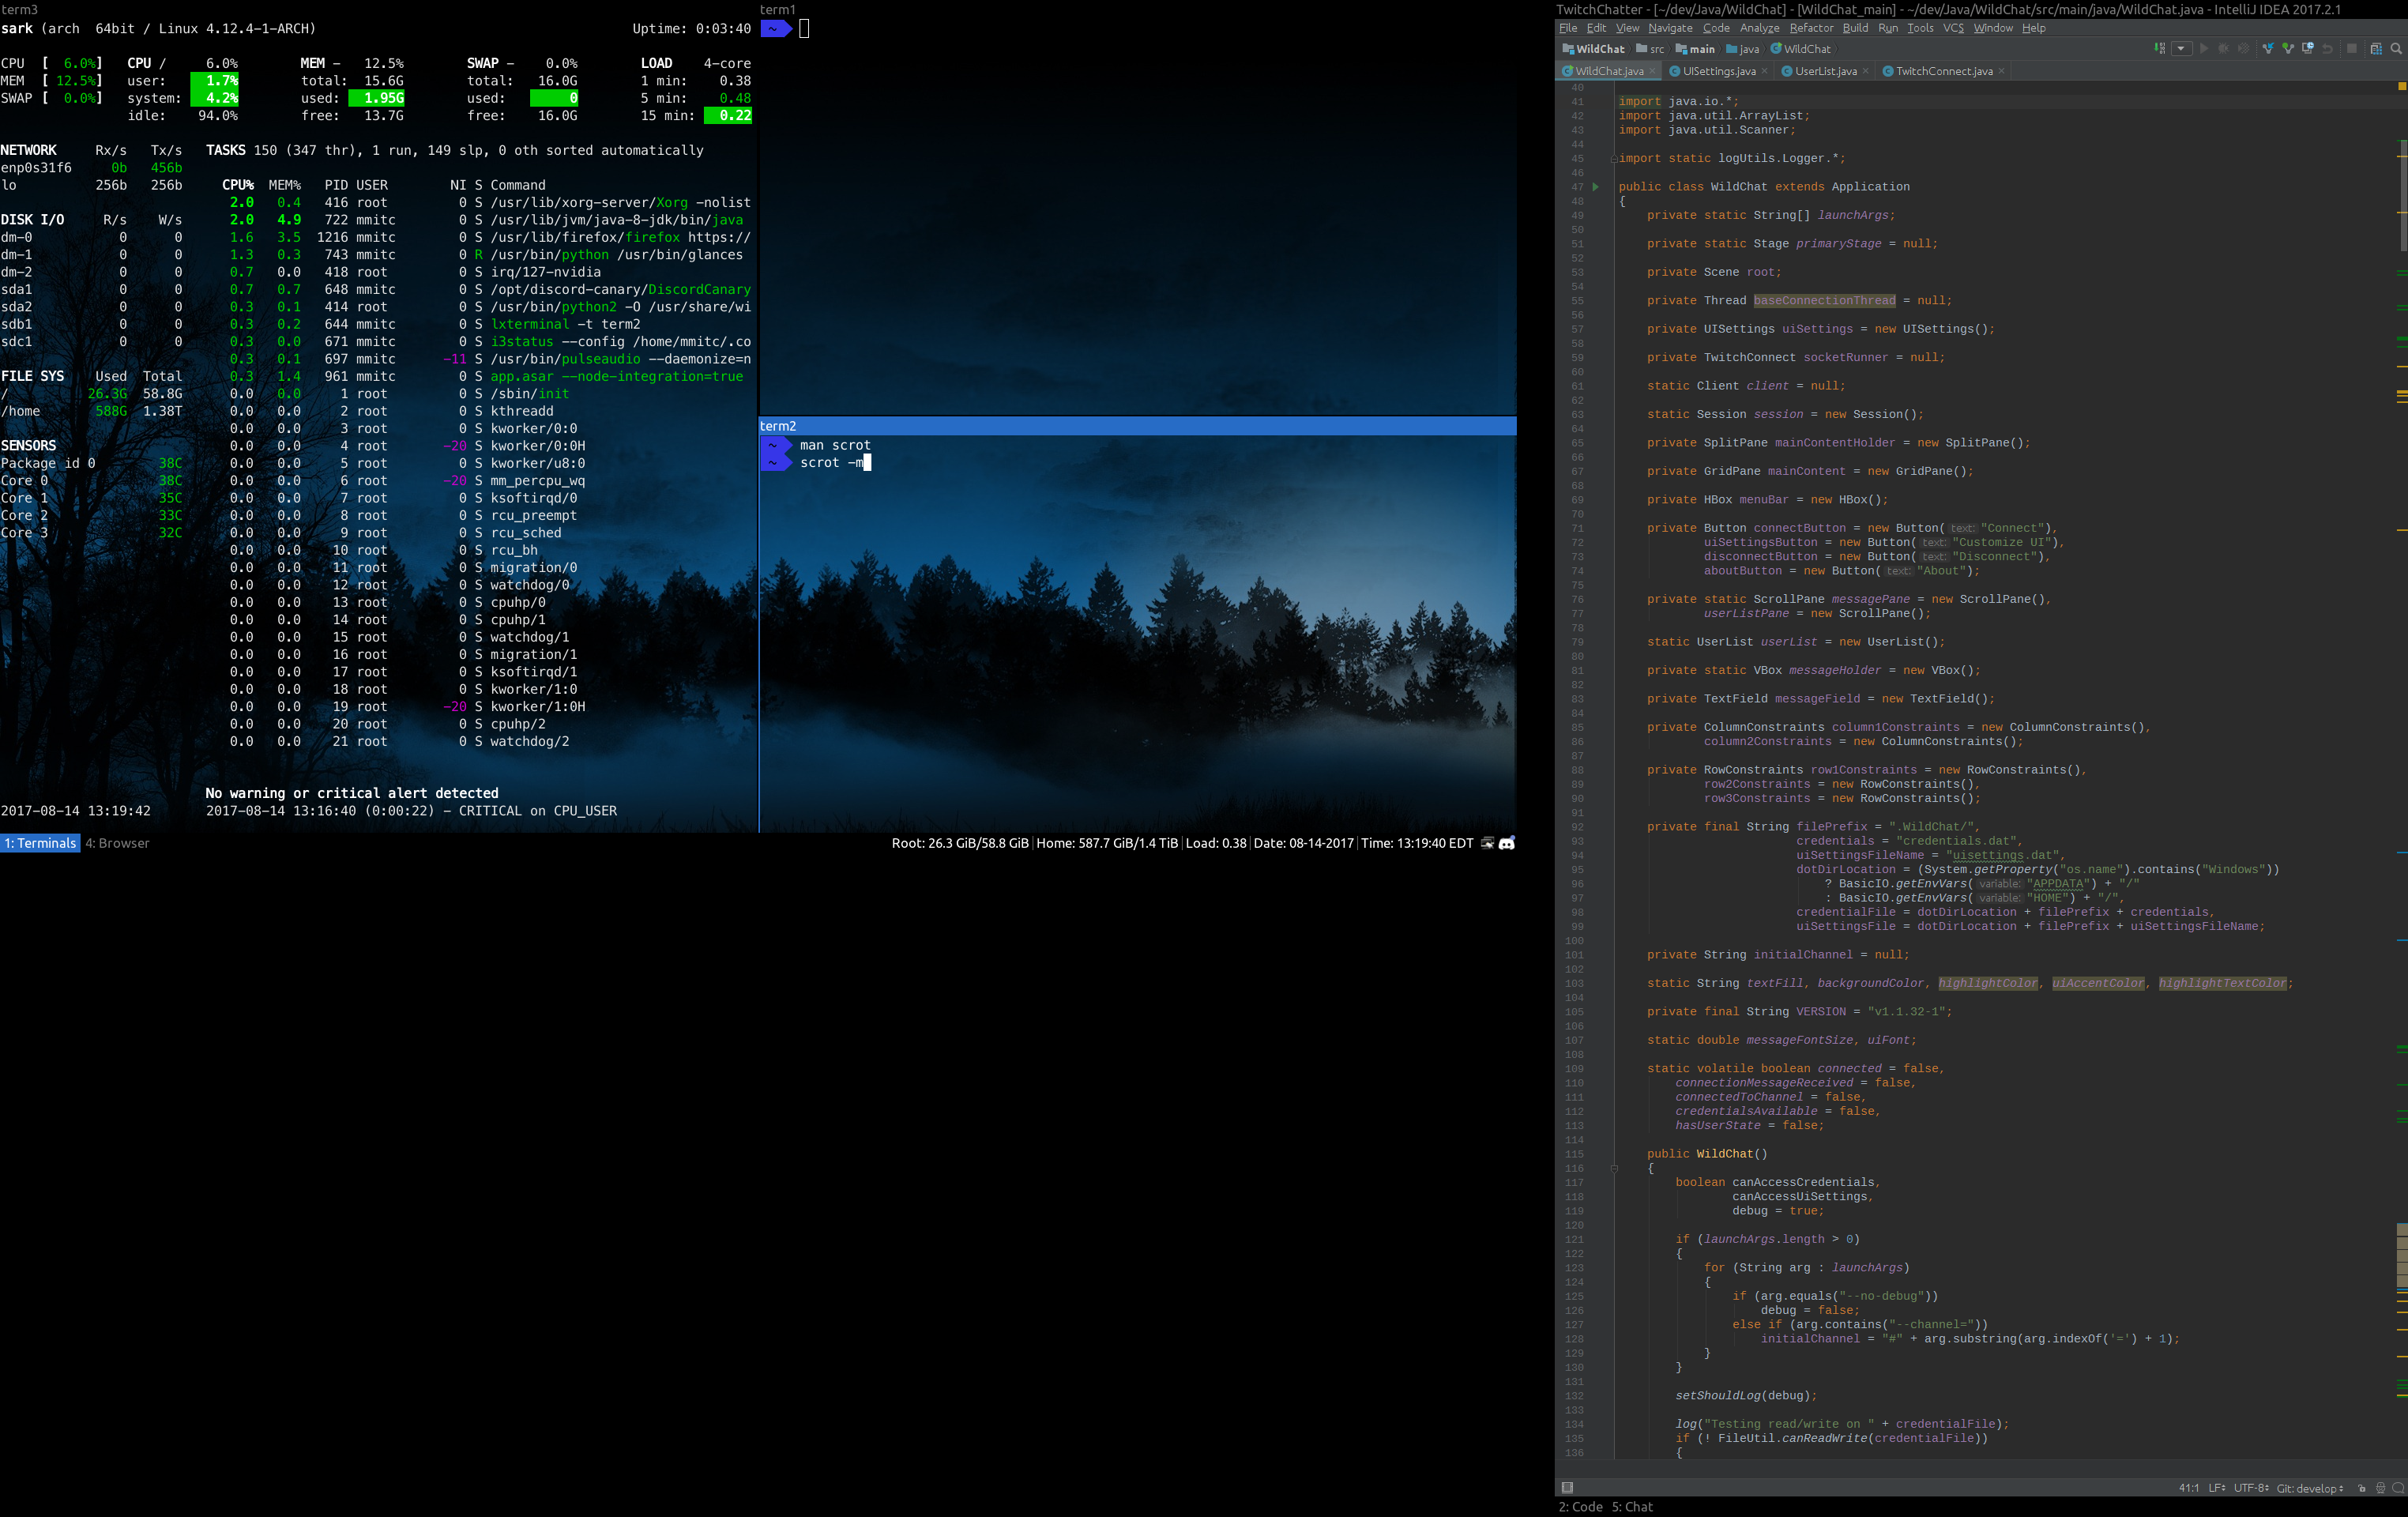 term3
sark (arch  64bit / Linux 4.12.4-1-ARCH) Uptime: 0:03:40
CPU [ 6.0%] CPU / 6.0% MEM – 12.5% SWAP – 0.0% LOAD 4-core
MEM [ 12.5%] user: 1.7% total: 15.6G total: 16.0G 1 min: 0.38
SWAP [ 0.0%] system: 4.2% used: 1.95G used: 0 5 min: 0.48
idle: 94.0% free: 13.7G free: 16.0G 15 min: 0.22
NETWORK Rx/s Tx/s
enp0s31f6 0b 456b
lo 256b 256b
DISK I/O R/s W/s
dm-0 0 0
dm-1 0 0
dm-2 0 0
sda1 0 0
sda2 0 0
sdb1 0 0
sdc1 0 0
FILE SYS Used Total
/ 26.3G 58.8G
/home 588G 1.38T
SENSORS
Package id 0 38C
Core 0 38C
Core 1 35C
Core 2 33C
Core 3 32C
TASKS 150 (347 thr), 1 run, 149 slp, 0 oth sorted automatically
CPU% MEM% PID USER NI S Command
2.0 0.4 416 root 0 S /usr/lib/xorg-server/Xorg -nolist
2.0 4.9 722 mmitc 0 S /usr/lib/jvm/java-8-jdk/bin/java
1.6 3.5 1216 mmitc 0 S /usr/lib/firefox/firefox https://
1.3 0.3 743 mmitc 0 R /usr/bin/python /usr/bin/glances
0.7 0.0 418 root 0 S irq/127-nvidia
0.7 0.7 648 mmitc 0 S /opt/discord-canary/DiscordCanary
0.3 0.1 414 root 0 S /usr/bin/python2 -O /usr/share/wi
0.3 0.2 644 mmitc 0 S lxterminal -t term2
0.3 0.0 671 mmitc 0 S i3status --config /home/mmitc/.co
0.3 0.1 697 mmitc -11 S /usr/bin/pulseaudio --daemonize=n
0.3 1.4 961 mmitc 0 S app.asar --node-integration=true
0.0 0.0 1 root 0 S /sbin/init
0.0 0.0 2 root 0 S kthreadd
0.0 0.0 3 root 0 S kworker/0:0
0.0 0.0 4 root -20 S kworker/0:0H
0.0 0.0 5 root 0 S kworker/u8:0
0.0 0.0 6 root -20 S mm_percpu_wq
0.0 0.0 7 root 0 S ksoftirqd/0
0.0 0.0 8 root 0 S rcu_preempt
0.0 0.0 9 root 0 S rcu_sched
0.0 0.0 10 root 0 S rcu_bh
0.0 0.0 11 root 0 S migration/0
0.0 0.0 12 root 0 S watchdog/0
0.0 0.0 13 root 0 S cpuhp/0
0.0 0.0 14 root 0 S cpuhp/1
0.0 0.0 15 root 0 S watchdog/1
0.0 0.0 16 root 0 S migration/1
0.0 0.0 17 root 0 S ksoftirqd/1
0.0 0.0 18 root 0 S kworker/1:0
0.0 0.0 19 root -20 S kworker/1:0H
0.0 0.0 20 root 0 S cpuhp/2
0.0 0.0 21 root 0 S watchdog/2
No warning or critical alert detected
2017-08-14 13:19:42 2017-08-14 13:16:40 (0:00:22) - CRITICAL on CPU_USER
term1
~
term2
~ man scrot
~ scrot -m
1: Terminals 4: Browser
Root: 26.3 GiB/58.8 GiB Home: 587.7 GiB/1.4 TiB Load: 0.38 Date: 08-14-2017 Time: 13:19:40 EDT
TwitchChatter - [~/dev/Java/WildChat] - [WildChat_main] - ~/dev/Java/WildChat/src/main/java/WildChat.java - IntelliJ IDEA 2017.2.1
File Edit View Navigate Code Analyze Refactor Build Run Tools VCS Window Help
WildChat src main java WildChat
WildChat.java UISettings.java UserList.java TwitchConnect.java
40
41 import java.io.*;
42 import java.util.ArrayList;
43 import java.util.Scanner;
44
45 import static logUtils.Logger.*;
46
47 public class WildChat extends Application
48 {
49 private static String[] launchArgs;
50
51 private static Stage primaryStage = null;
52
53 private Scene root;
54
55 private Thread baseConnectionThread = null;
56
57 private UISettings uiSettings = new UISettings();
58
59 private TwitchConnect socketRunner = null;
60
61 static Client client = null;
62
63 static Session session = new Session();
64
65 private SplitPane mainContentHolder = new SplitPane();
66
67 private GridPane mainContent = new GridPane();
68
69 private HBox menuBar = new HBox();
70
71 private Button connectButton = new Button( text: "Connect"),
72 uiSettingsButton = new Button( text: "Customize UI"),
73 disconnectButton = new Button( text: "Disconnect"),
74 aboutButton = new Button( text: "About");
75
76 private static ScrollPane messagePane = new ScrollPane(),
77 userListPane = new ScrollPane();
78
79 static UserList userList = new UserList();
80
81 private static VBox messageHolder = new VBox();
82
83 private TextField messageField = new TextField();
84
85 private ColumnConstraints column1Constraints = new ColumnConstraints(),
86 column2Constraints = new ColumnConstraints();
87
88 private RowConstraints row1Constraints = new RowConstraints(),
89 row2Constraints = new RowConstraints(),
90 row3Constraints = new RowConstraints();
91
92 private final String filePrefix = ".WildChat/",
93 credentials = "credentials.dat",
94 uiSettingsFileName = "uisettings.dat",
95 dotDirLocation = (System.getProperty("os.name").contains("Windows"))
96 ? BasicIO.getEnvVars( variable: "APPDATA") + "/"
97 : BasicIO.getEnvVars( variable: "HOME") + "/",
98 credentialFile = dotDirLocation + filePrefix + credentials,
99 uiSettingsFile = dotDirLocation + filePrefix + uiSettingsFileName;
100
101 private String initialChannel = null;
102
103 static String textFill, backgroundColor, highlightColor, uiAccentColor, highlightTextColor;
104
105 private final String VERSION = "v1.1.32-1";
106
107 static double messageFontSize, uiFont;
108
109 static volatile boolean connected = false,
110 connectionMessageReceived = false,
111 connectedToChannel = false,
112 credentialsAvailable = false,
113 hasUserState = false;
114
115 public WildChat()
116 {
117 boolean canAccessCredentials,
118 canAccessUiSettings,
119 debug = true;
120
121 if (launchArgs.length > 0)
122 {
123 for (String arg : launchArgs)
124 {
125 if (arg.equals("--no-debug"))
126 debug = false;
127 else if (arg.contains("--channel="))
128 initialChannel = "#" + arg.substring(arg.indexOf('=') + 1);
129 }
130 }
131
132 setShouldLog(debug);
133
134 log("Testing read/write on " + credentialFile);
135 if (! FileUtil.canReadWrite(credentialFile))
136 {
41:1 LF UTF-8 Git: develop
2: Code 5: Chat